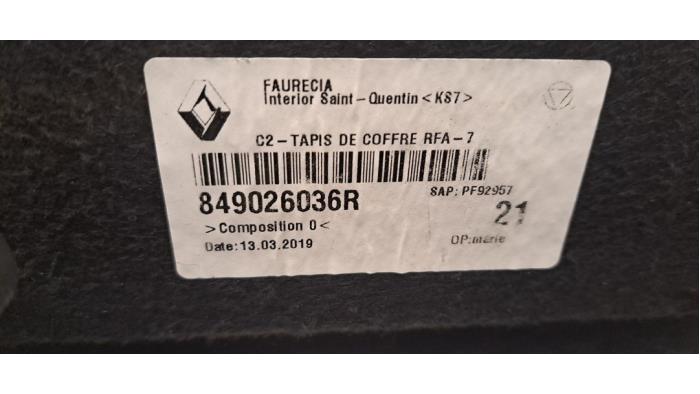 FAURECIA
Interior Saint-Quentin <KS7>
C2-TAPIS DE COFFRE RFA-7
849026036R
SAP: PF92957
>Composition 0<
21
Date:13.03.2019
OP:marie